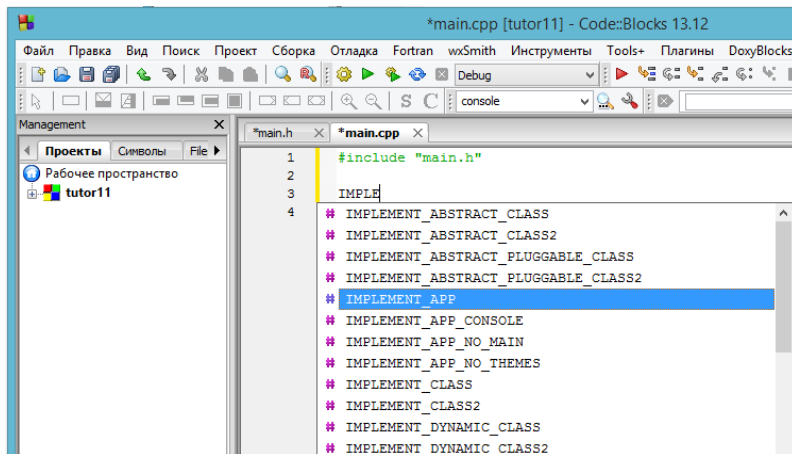 *main.cpp [tutor11] - Code::Blocks 13.12
Файл Правка Вид Поиск Проект Сборка Отладка Fortran wxSmith Инструменты Tools+ Плагины DoxyBlocks
Debug
S C console
Management
Проекты Символы File
Рабочее пространство
tutor11
*main.h *main.cpp
1 #include "main.h"
2
3 IMPLE
4
# IMPLEMENT_ABSTRACT_CLASS
# IMPLEMENT_ABSTRACT_CLASS2
# IMPLEMENT_ABSTRACT_PLUGGABLE_CLASS
# IMPLEMENT_ABSTRACT_PLUGGABLE_CLASS2
# IMPLEMENT_APP
# IMPLEMENT_APP_CONSOLE
# IMPLEMENT_APP_NO_MAIN
# IMPLEMENT_APP_NO_THEMES
# IMPLEMENT_CLASS
# IMPLEMENT_CLASS2
# IMPLEMENT_DYNAMIC_CLASS
# IMPLEMENT_DYNAMIC_CLASS2